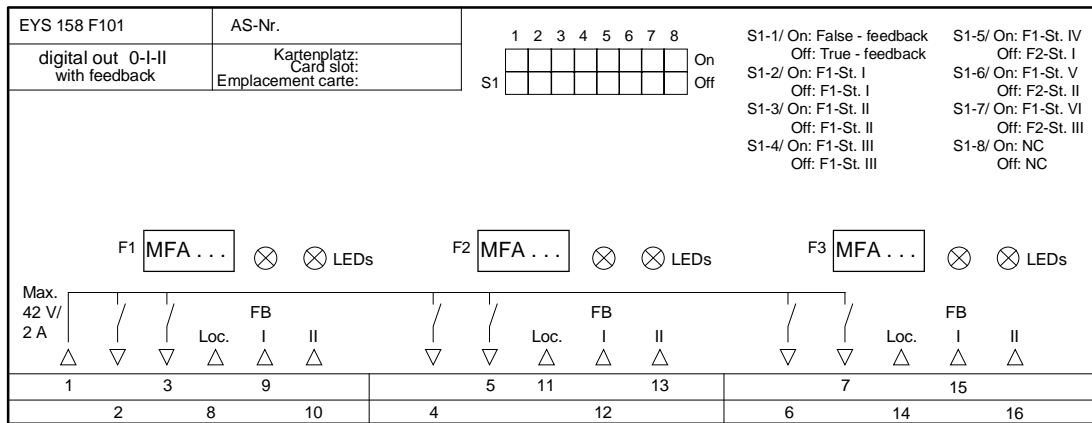 EYS 158 F101
AS-Nr.
digital out 0-I-II
with feedback
Kartenplatz:
Card slot:
Emplacement carte:
1 2 3 4 5 6 7 8
On
S1 Off
S1-1/ On: False - feedback
Off: True - feedback
S1-2/ On: F1-St. I
Off: F1-St. I
S1-3/ On: F1-St. II
Off: F1-St. II
S1-4/ On: F1-St. III
Off: F1-St. III
S1-5/ On: F1-St. IV
Off: F2-St. I
S1-6/ On: F1-St. V
Off: F2-St. II
S1-7/ On: F1-St. VI
Off: F2-St. III
S1-8/ On: NC
Off: NC
F1 MFA . . . LEDs
F2 MFA . . . LEDs
F3 MFA . . . LEDs
Max.
42 V/
2 A
FB FB FB
Loc. I II Loc. I II Loc. I II
1 3 9 5 11 13 7 15
2 8 10 4 12 6 14 16